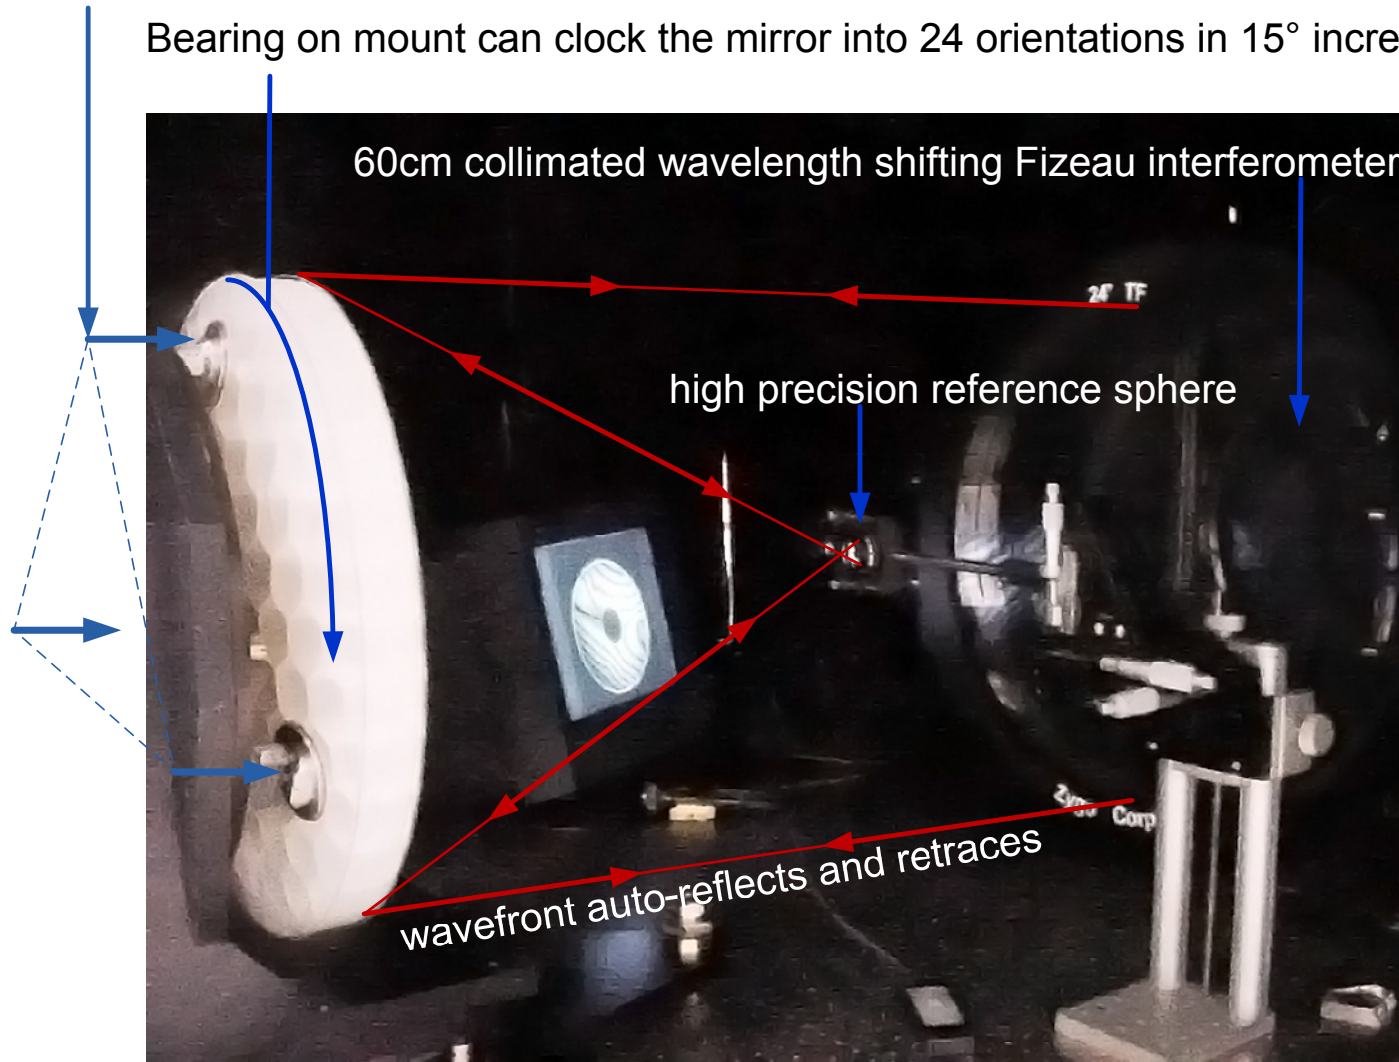 Bearing on mount can clock the mirror into 24 orientations in 15° incre
60cm collimated wavelength shifting Fizeau interferometer
24" TF
high precision reference sphere
Zygo Corp
wavefront auto-reflects and retraces